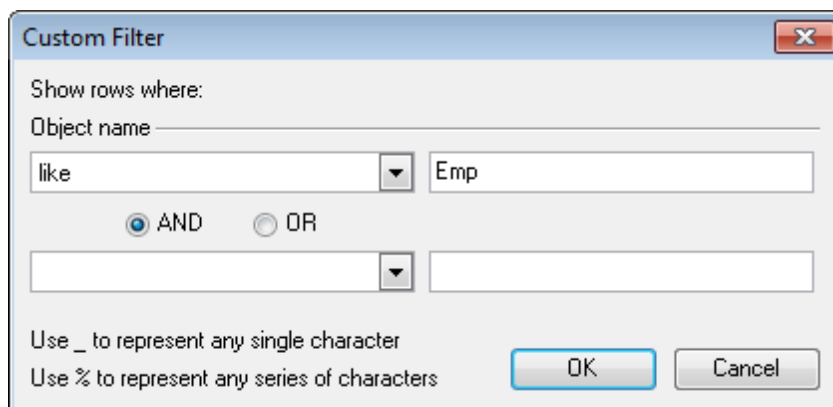 Custom Filter
Show rows where:
Object name
like Emp
AND OR
Use _ to represent any single character
Use % to represent any series of characters
OK Cancel